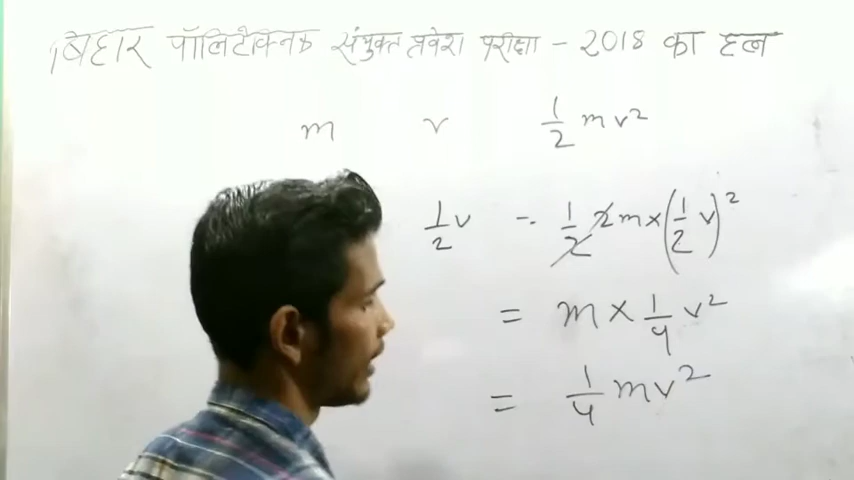 बिहार पॉलिटेक्निक संयुक्त प्रवेश परीक्षा - 2018 का हल
m v 1/2 mv²
1/2 v = 1/2 2m × (1/2 v)²
= m × 1/4 v²
= 1/4 mv²